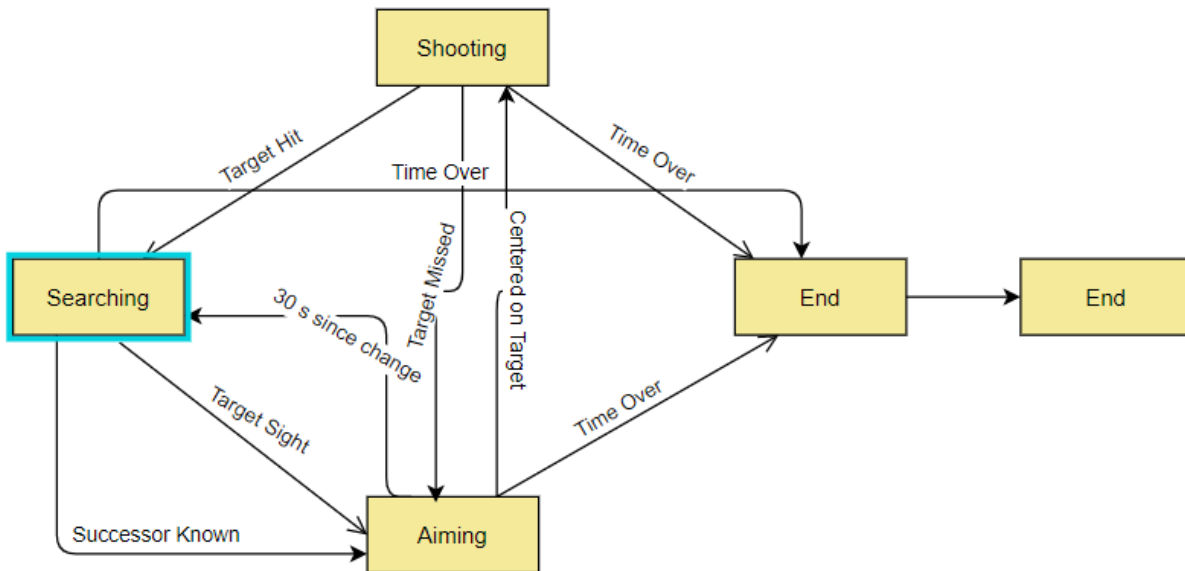 Shooting
Target Hit
Time Over
Time Over
Target Missed
Centered on Target
Searching
30 s since change
End
End
Target Sight
Time Over
Successor Known
Aiming